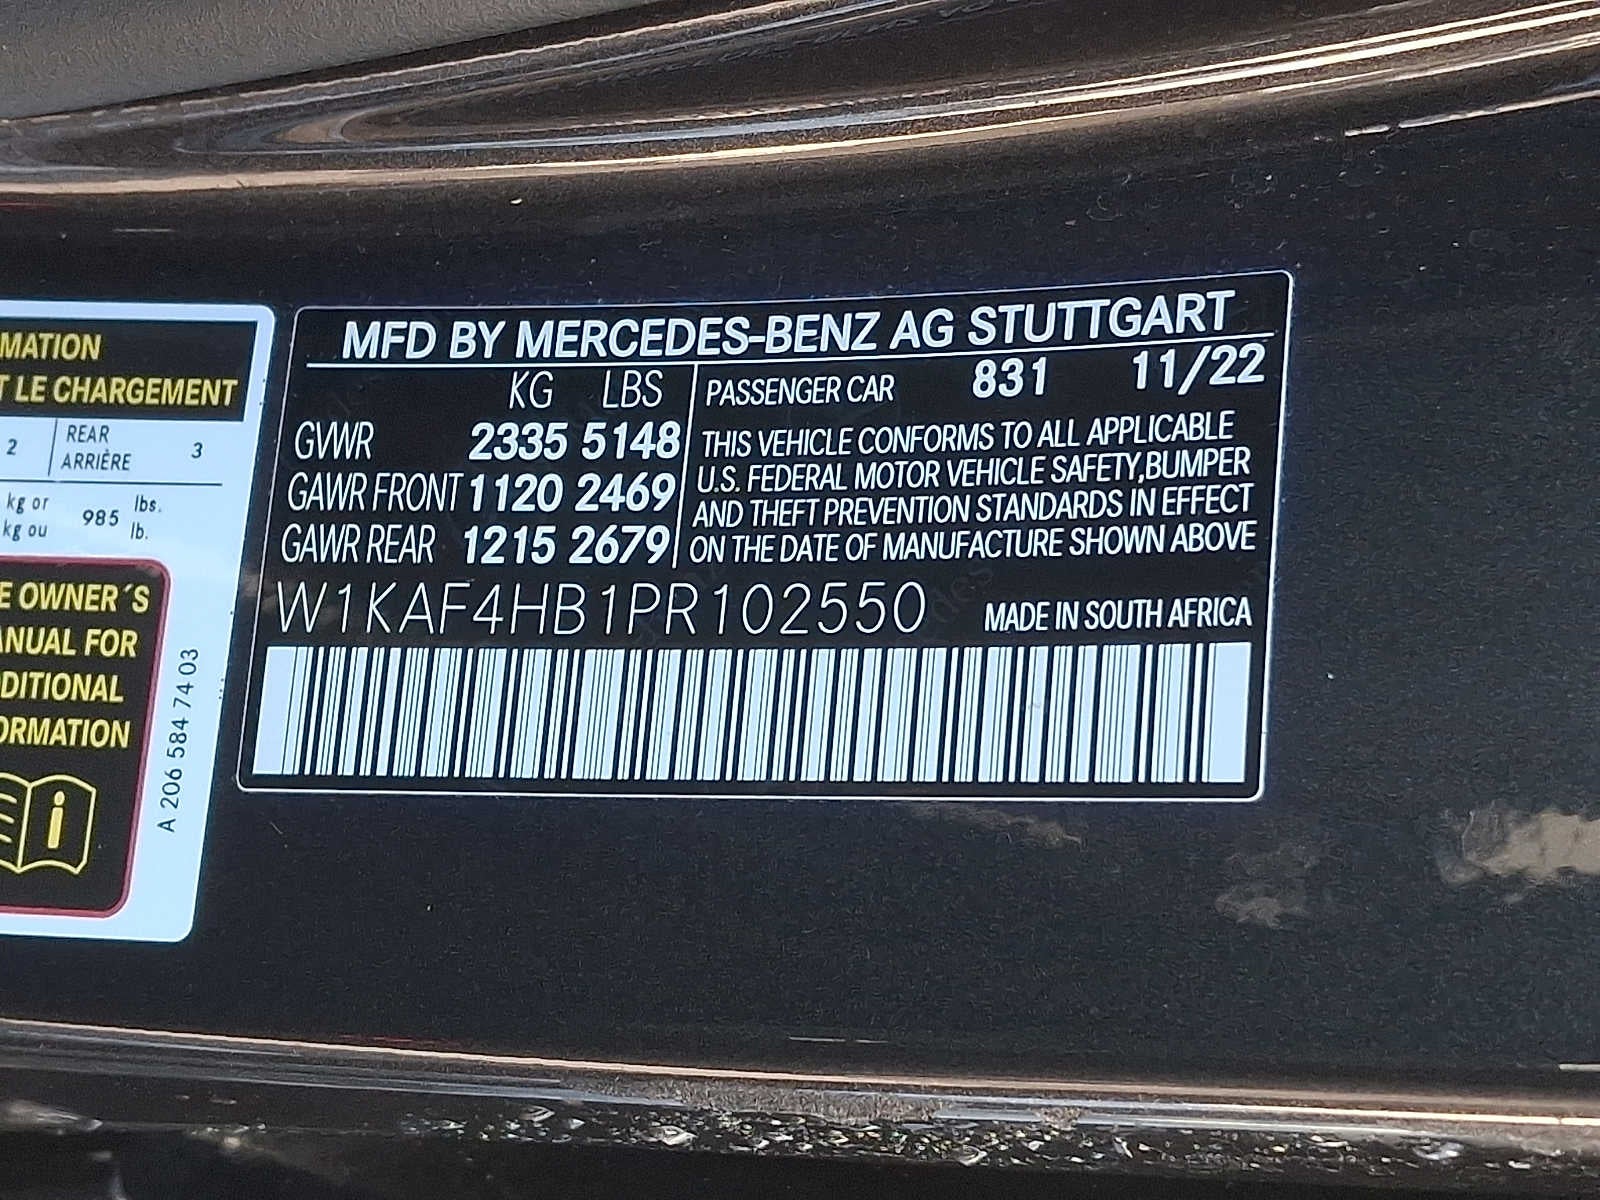 MATION
T LE CHARGEMENT
2 REAR ARRIÈRE 3
kg or
kg ou
985
lbs.
lb.
E OWNER´S
ANUAL FOR
DITIONAL
ORMATION
i
A 206 584 74 03
MFD BY MERCEDES-BENZ AG STUTTGART
KG LBS
GVWR 2335 5148
GAWR FRONT 1120 2469
GAWR REAR 1215 2679
PASSENGER CAR 831 11/22
THIS VEHICLE CONFORMS TO ALL APPLICABLE
U.S. FEDERAL MOTOR VEHICLE SAFETY,BUMPER
AND THEFT PREVENTION STANDARDS IN EFFECT
ON THE DATE OF MANUFACTURE SHOWN ABOVE
W1KAF4HB1PR102550 MADE IN SOUTH AFRICA